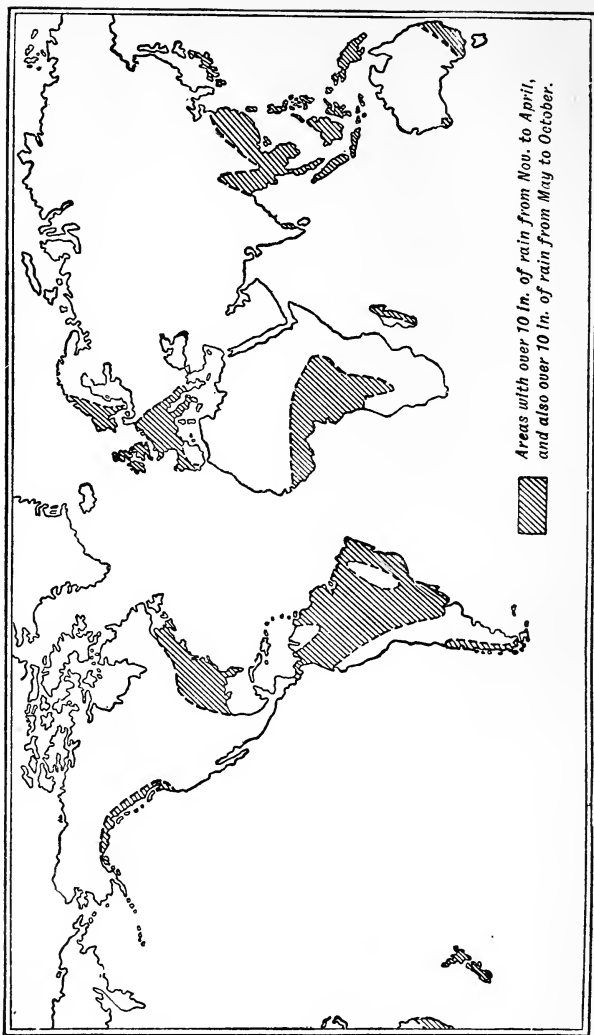 Areas with over 10 in. of rain from Nov. to April,
and also over 10 in. of rain from May to October.